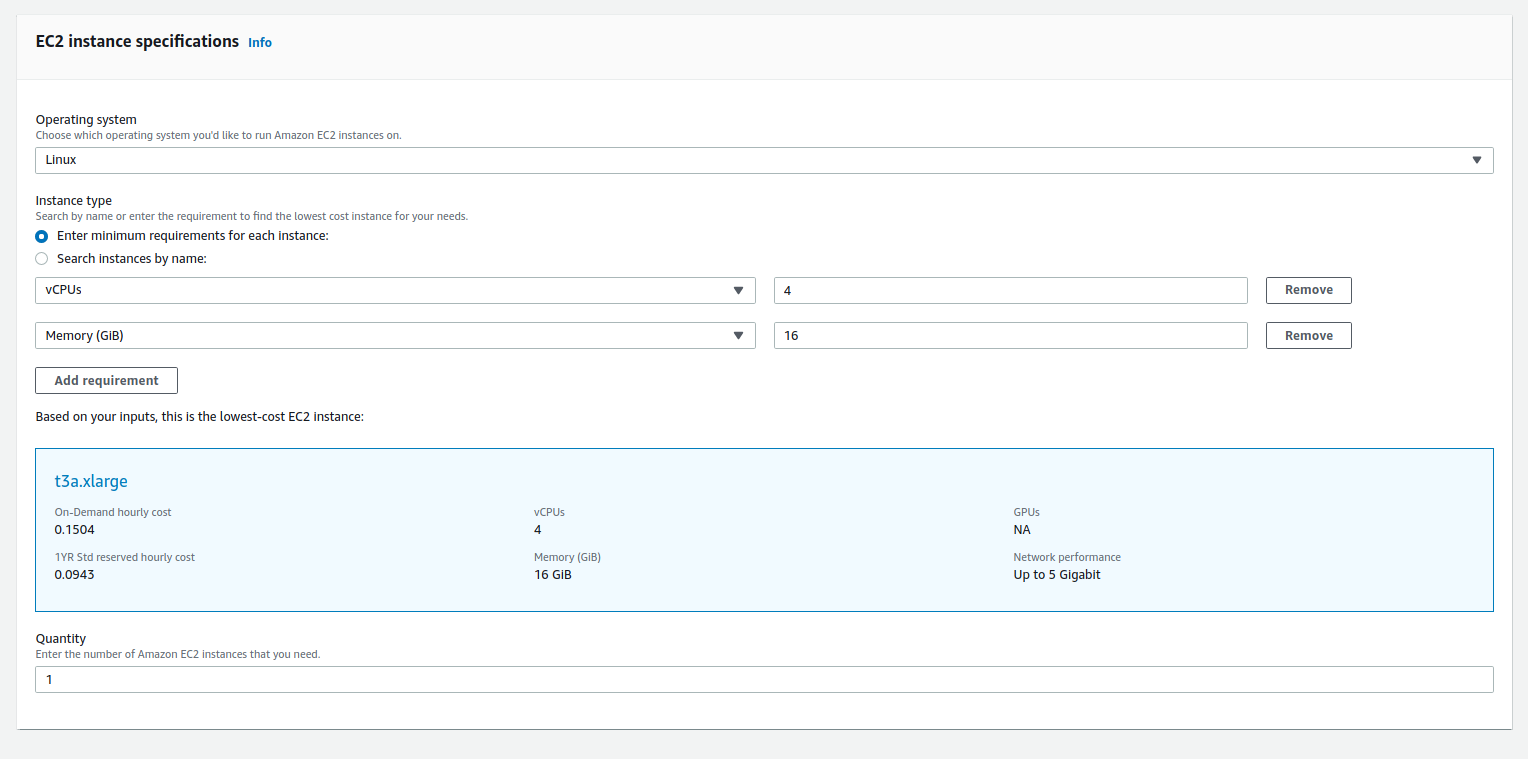 EC2 instance specifications Info
Operating system
Choose which operating system you'd like to run Amazon EC2 instances on.
Linux
Instance type
Search by name or enter the requirement to find the lowest cost instance for your needs.
Enter minimum requirements for each instance:
Search instances by name:
vCPUs 4 Remove
Memory (GiB) 16 Remove
Add requirement
Based on your inputs, this is the lowest-cost EC2 instance:
t3a.xlarge
On-Demand hourly cost vCPUs GPUs
0.1504 4 NA
1YR Std reserved hourly cost Memory (GiB) Network performance
0.0943 16 GiB Up to 5 Gigabit
Quantity
Enter the number of Amazon EC2 instances that you need.
1